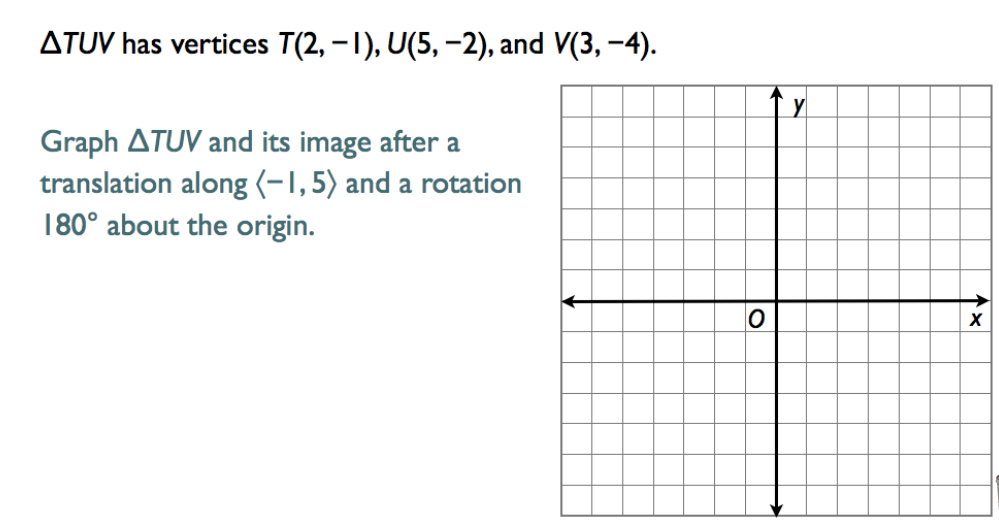 ΔTUV has vertices T(2, −1), U(5, −2), and V(3, −4).
Graph ΔTUV and its image after a
translation along ⟨−1, 5⟩ and a rotation
180° about the origin.
y
O
x